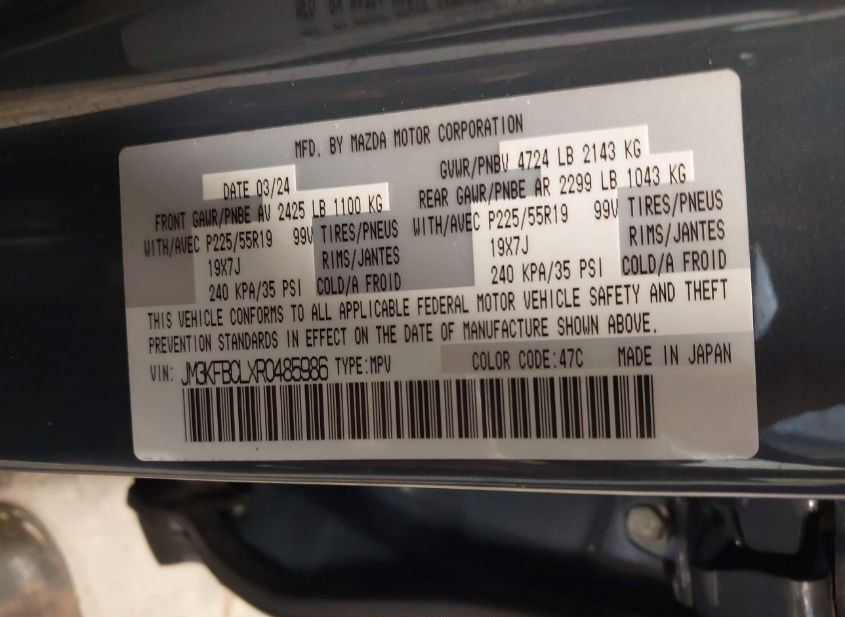 MFD. BY MAZDA MOTOR CORPORATION
DATE 03/24 GVWR/PNBV 4724 LB 2143 KG
FRONT GAWR/PNBE AV 2425 LB 1100 KG REAR GAWR/PNBE AR 2299 LB 1043 KG
WITH/AVEC P225/55R19 99V TIRES/PNEUS WITH/AVEC P225/55R19 99V TIRES/PNEUS
19X7J RIMS/JANTES 19X7J RIMS/JANTES
240 KPA/35 PSI COLD/A FROID 240 KPA/35 PSI COLD/A FROID
THIS VEHICLE CONFORMS TO ALL APPLICABLE FEDERAL MOTOR VEHICLE SAFETY AND THEFT
PREVENTION STANDARDS IN EFFECT ON THE DATE OF MANUFACTURE SHOWN ABOVE.
VIN: JM3KFBCLXR0485986 TYPE:MPV COLOR CODE:47C MADE IN JAPAN